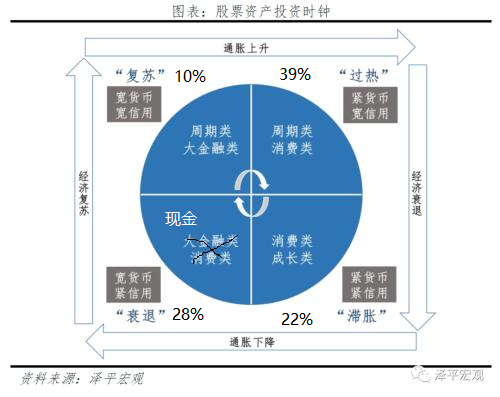 图表：股票资产投资时钟
通胀上升
“复苏” 10%
39% “过热”
宽货币
宽信用
紧货币
宽信用
周期类
大金融类
周期类
消费类
经济复苏
经济衰退
现金
大金融类
消费类
消费类
成长类
宽货币
紧信用
紧货币
紧信用
“衰退” 28%
22% “滞胀”
通胀下降
资料来源：泽平宏观
泽平宏观